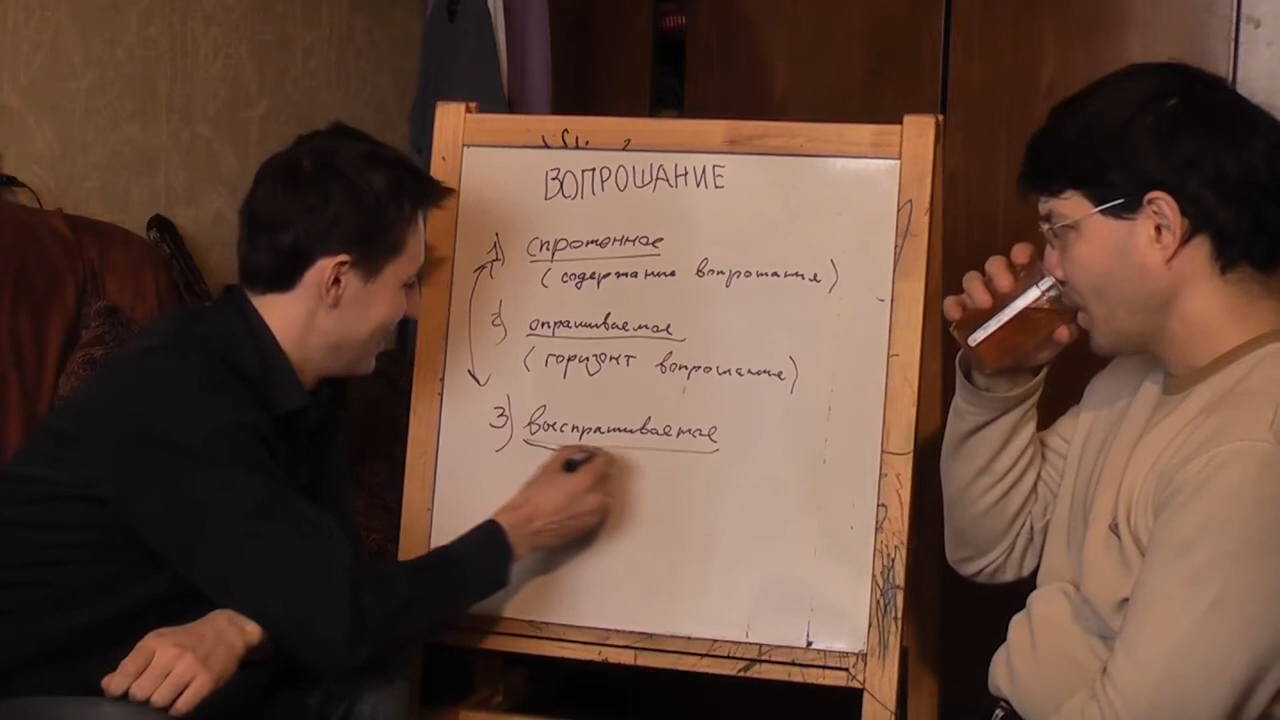 ВОПРОШАНИЕ
1) спрошенное
(содержание вопрошания)
2) опрашиваемое
(горизонт вопрошания)
3) выспрашиваемое